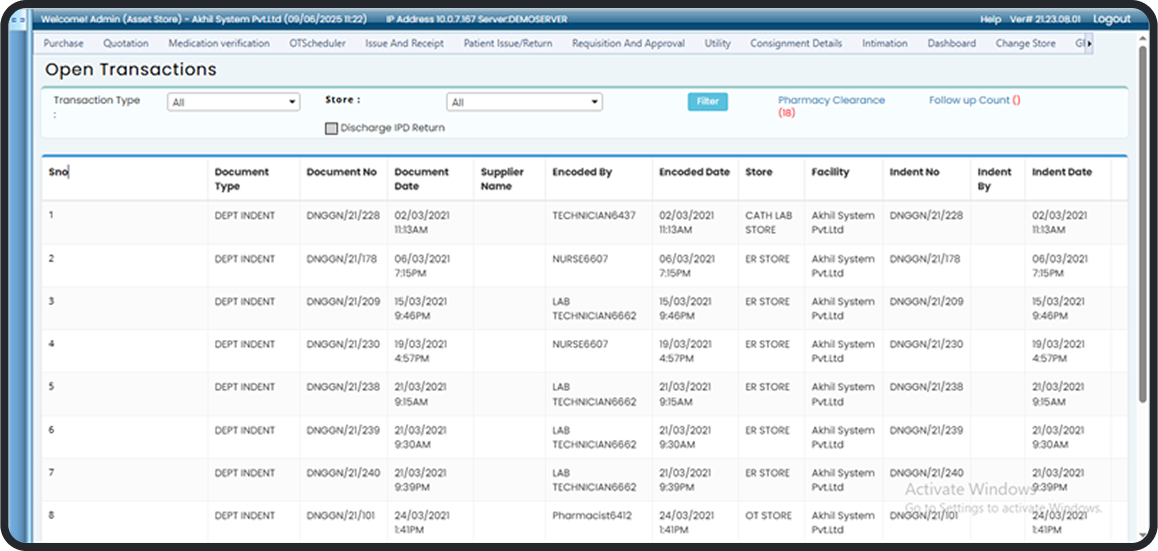 Welcome! Admin (Asset Store) - Akhil System Pvt.Ltd (09/06/2025 11:22) IP Address 10.0.7.167 Server:DEMOSERVER Help Ver# 21.23.08.01 Logout
Purchase Quotation Medication verification OTScheduler Issue And Receipt Patient Issue/Return Requisition And Approval Utility Consignment Details Intimation Dashboard Change Store
Open Transactions
Transaction Type All Store : All Filter Pharmacy Clearance Follow up Count ()
: (18)
Discharge IPD Return
Sno Document Document No Document Supplier Encoded By Encoded Date Store Facility Indent No Indent Indent Date
Type Date Name By
1 DEPT INDENT DNGGN/21/228 02/03/2021 TECHNICIAN6437 02/03/2021 CATH LAB Akhil System DNGGN/21/228 02/03/2021
11:13AM 11:13AM STORE Pvt.Ltd 11:13AM
2 DEPT INDENT DNGGN/21/178 06/03/2021 NURSE6607 06/03/2021 ER STORE Akhil System DNGGN/21/178 06/03/2021
7:15PM 7:15PM Pvt.Ltd 7:15PM
3 DEPT INDENT DNGGN/21/209 15/03/2021 LAB 15/03/2021 ER STORE Akhil System DNGGN/21/209 15/03/2021
9:46PM TECHNICIAN6662 9:46PM Pvt.Ltd 9:46PM
4 DEPT INDENT DNGGN/21/230 19/03/2021 NURSE6607 19/03/2021 ER STORE Akhil System DNGGN/21/230 19/03/2021
4:57PM 4:57PM Pvt.Ltd 4:57PM
5 DEPT INDENT DNGGN/21/238 21/03/2021 LAB 21/03/2021 ER STORE Akhil System DNGGN/21/238 21/03/2021
9:15AM TECHNICIAN6662 9:15AM Pvt.Ltd 9:15AM
6 DEPT INDENT DNGGN/21/239 21/03/2021 LAB 21/03/2021 ER STORE Akhil System DNGGN/21/239 21/03/2021
9:30AM TECHNICIAN6662 9:30AM Pvt.Ltd 9:30AM
7 DEPT INDENT DNGGN/21/240 21/03/2021 LAB 21/03/2021 ER STORE Akhil System DNGGN/21/240 21/03/2021
9:39PM TECHNICIAN6662 9:39PM Pvt.Ltd 9:39PM
Activate Windows
Go to Settings to activate Windows.
8 DEPT INDENT DNGGN/21/101 24/03/2021 Pharmacist6412 24/03/2021 OT STORE Akhil System DNGGN/21/101 24/03/2021
1:41PM 1:41PM Pvt.Ltd 1:41PM